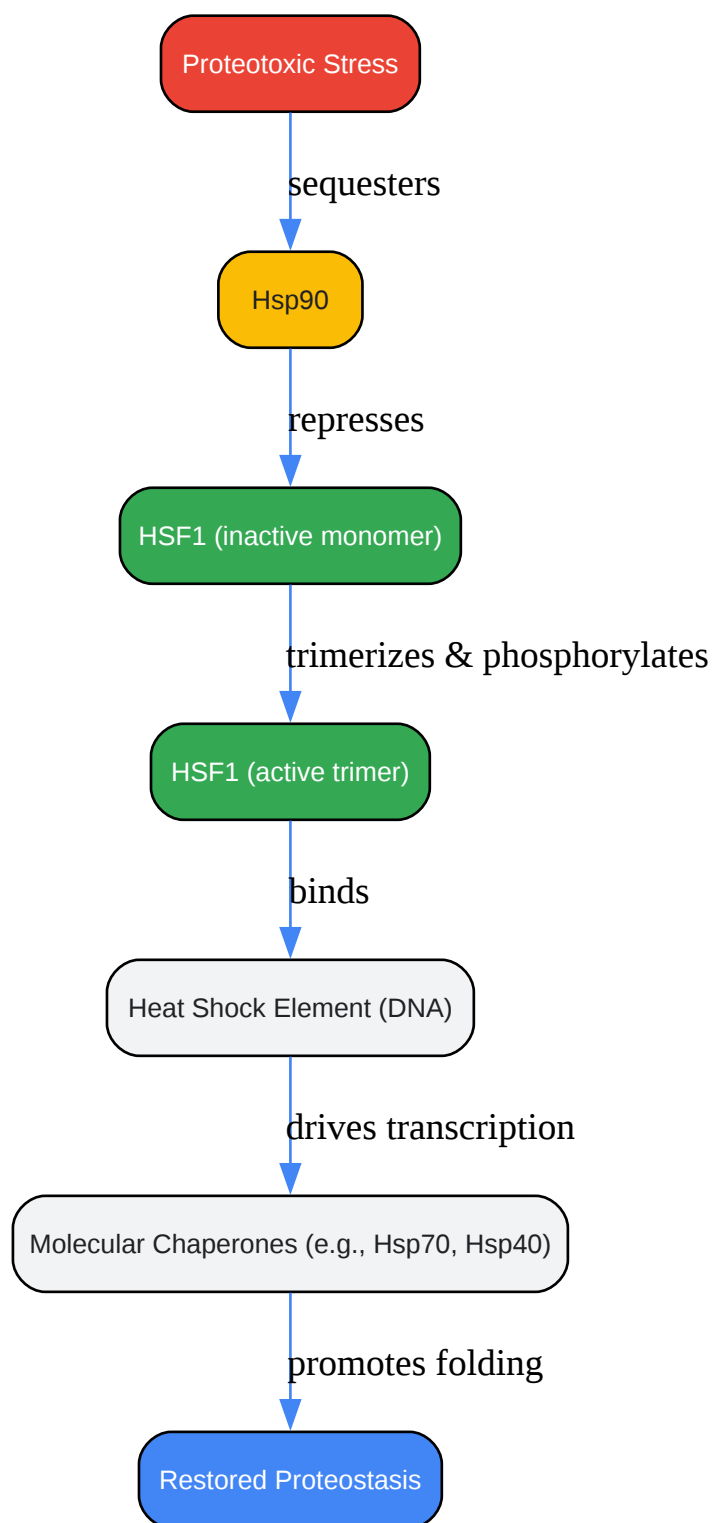 Proteotoxic Stress
sequesters
Hsp90
represses
HSF1 (inactive monomer)
trimerizes & phosphorylates
HSF1 (active trimer)
binds
Heat Shock Element (DNA)
drives transcription
Molecular Chaperones (e.g., Hsp70, Hsp40)
promotes folding
Restored Proteostasis